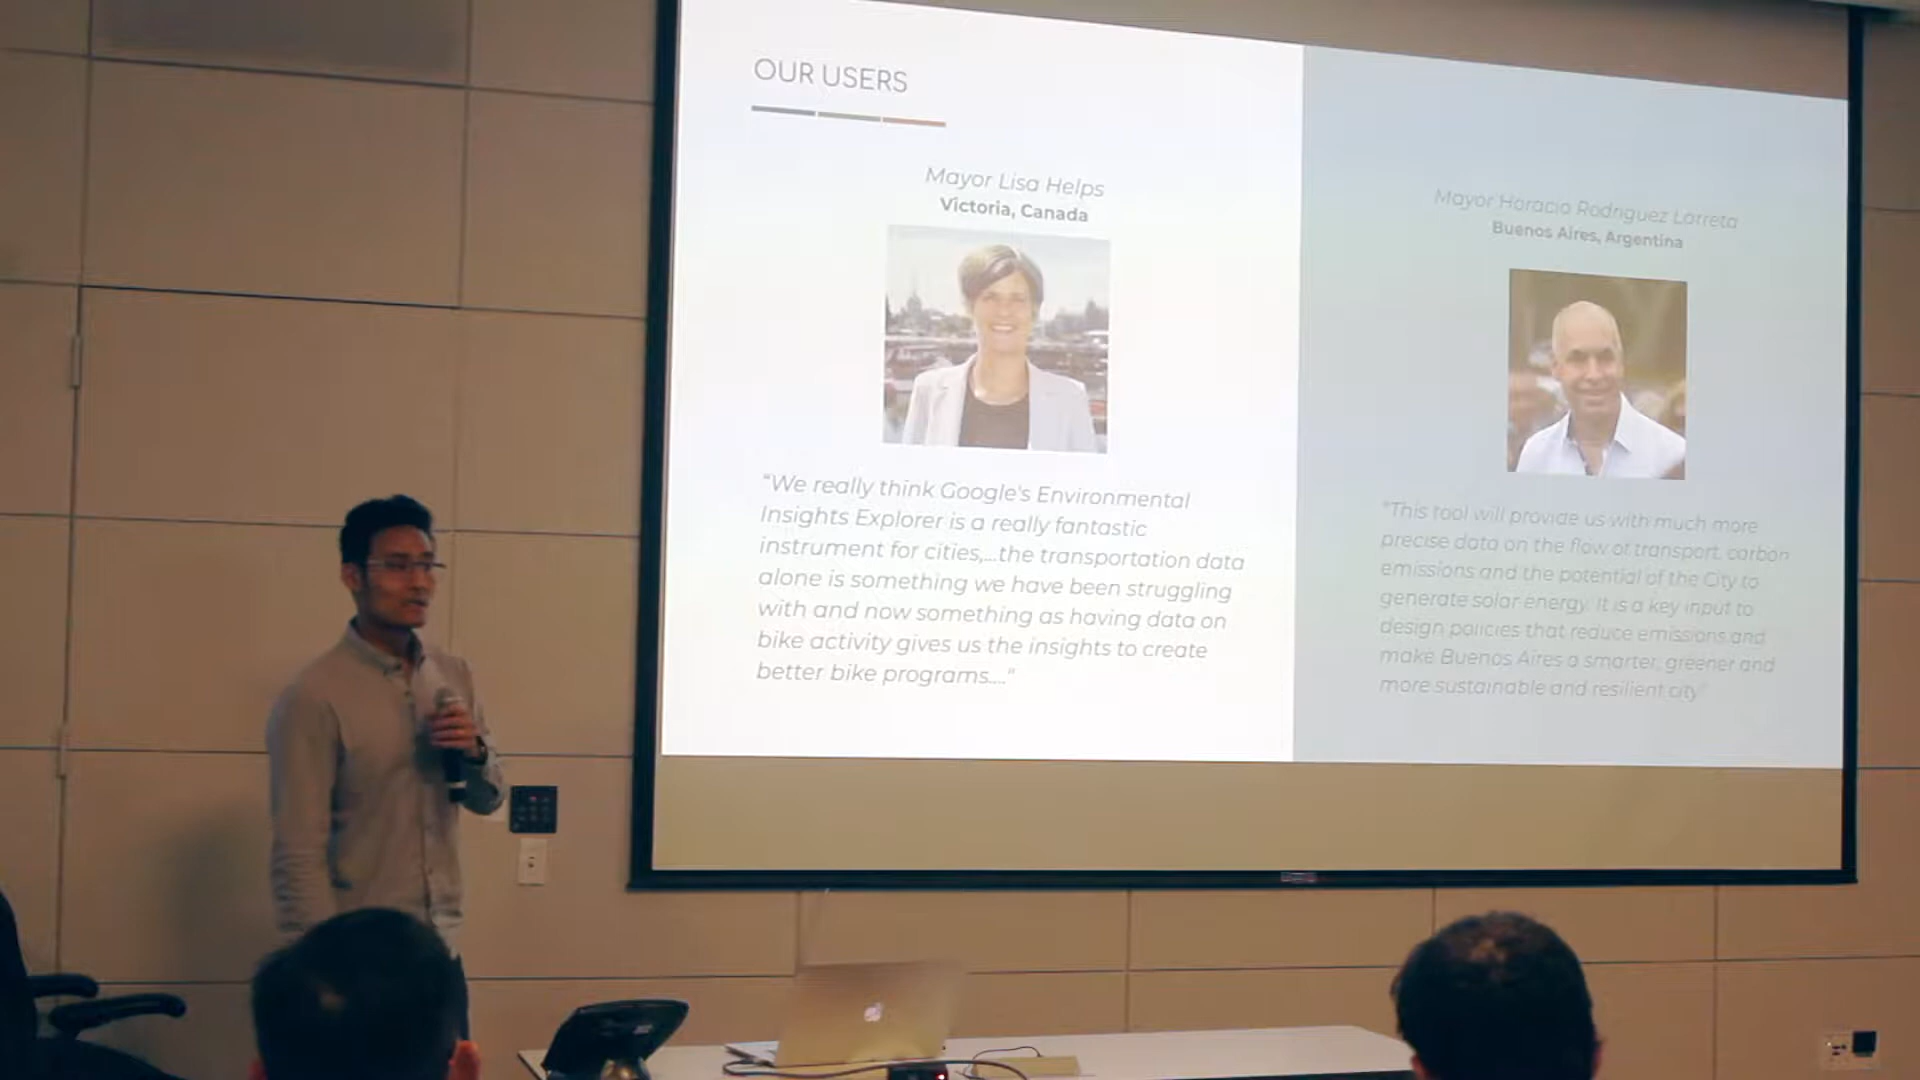 OUR USERS
Mayor Lisa Helps
Victoria, Canada
"We really think Google's Environmental
Insights Explorer is a really fantastic
instrument for cities,...the transportation data
alone is something we have been struggling
with and now something as having data on
bike activity gives us the insights to create
better bike programs...."
Mayor Horacio Rodriguez Larreta
Buenos Aires, Argentina
"This tool will provide us with much more
precise data on the flow of transport, carbon
emissions and the potential of the City to
generate solar energy. It is a key input to
design policies that reduce emissions and
make Buenos Aires a smarter, greener and
more sustainable and resilient city"